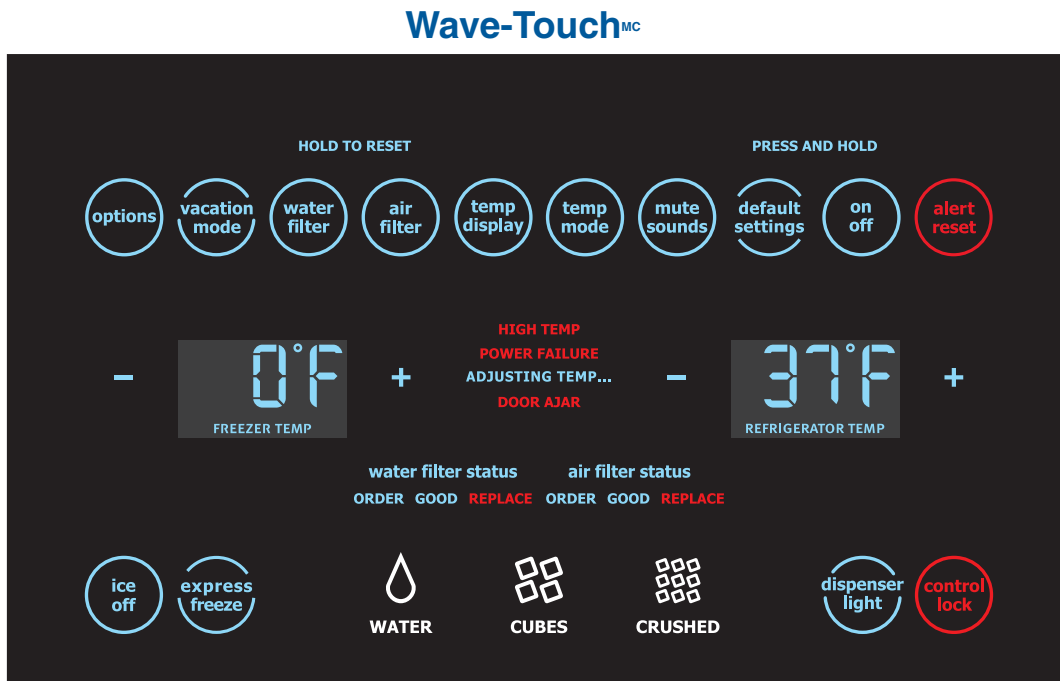 Wave-Touch MC
HOLD TO RESET PRESS AND HOLD
options vacation mode water filter air filter temp display temp mode mute sounds default settings on off alert reset
HIGH TEMP
POWER FAILURE
- 0°F + ADJUSTING TEMP... - 37°F +
DOOR AJAR
FREEZER TEMP REFRIGERATOR TEMP
water filter status air filter status
ORDER GOOD REPLACE ORDER GOOD REPLACE
ice off express freeze dispenser light control lock
WATER CUBES CRUSHED